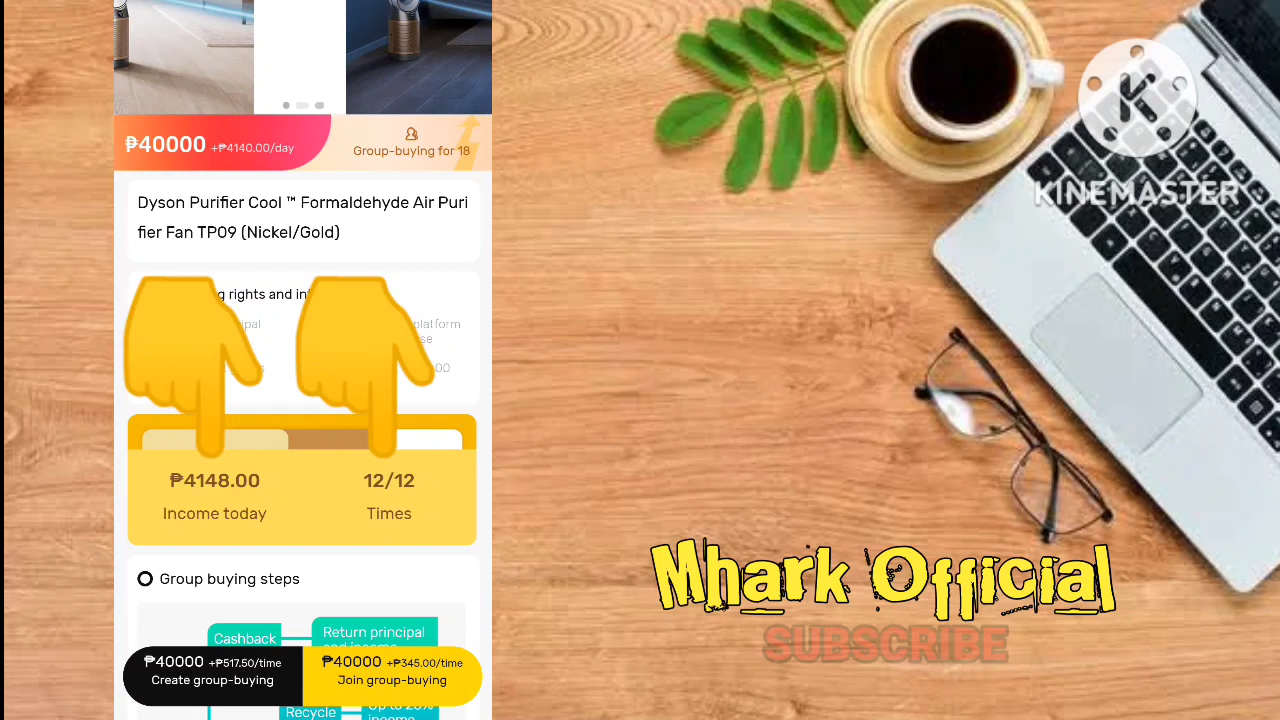 ₱40000 +₱4140.00/day
Group-buying for 18
Dyson Purifier Cool ™ Formaldehyde Air Puri
fier Fan TP09 (Nickel/Gold)
rights and
platform
₱4148.00
12/12
Income today
Times
Group buying steps
Cashback
Return principal
₱40000 +₱517.50/time
Create group-buying
₱40000 +₱345.00/time
Join group-buying
Recycle
income
K
KINEMASTER
Mhark Official
SUBSCRIBE